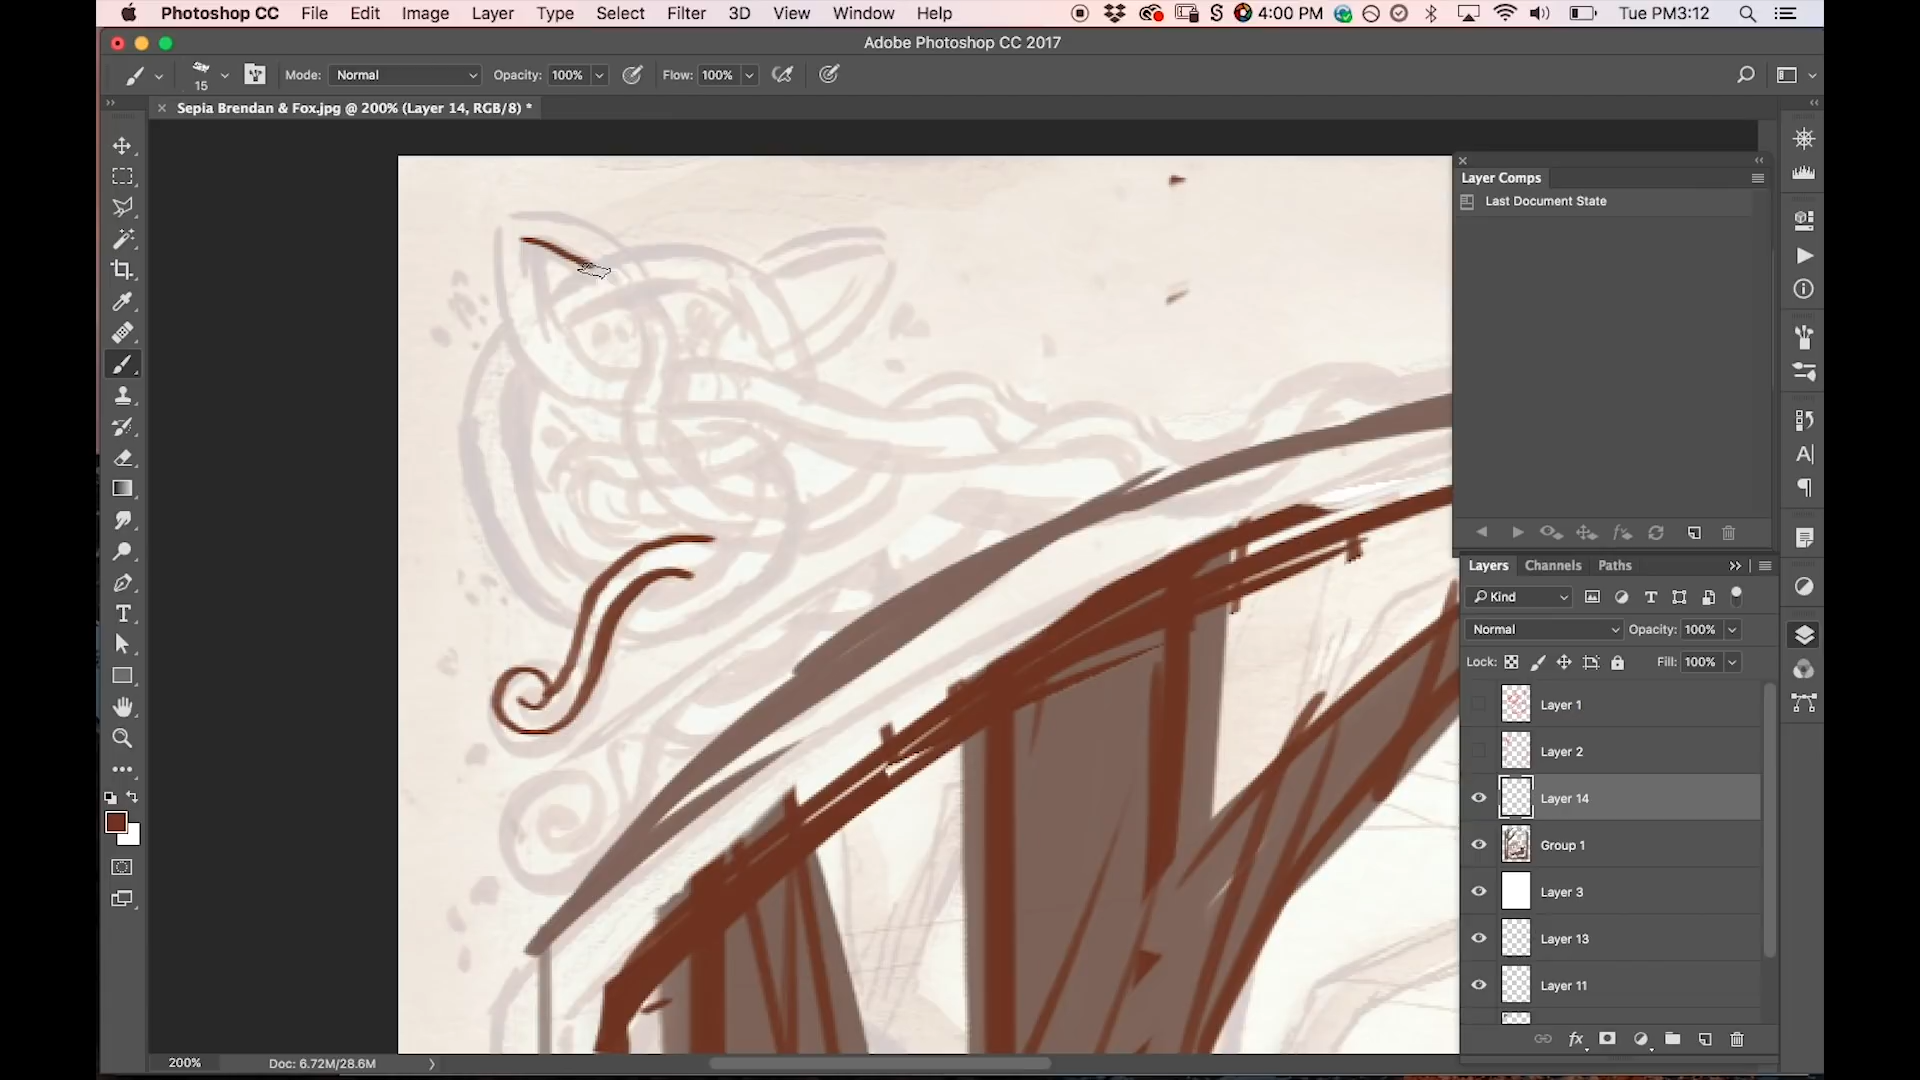 Photoshop CC File Edit Image Layer Type Select Filter 3D View Window Help 4:00 PM Tue PM3:12
Adobe Photoshop CC 2017
15 Mode: Normal Opacity: 100% Flow: 100%
Sepia Brendan & Fox.jpg @ 200% (Layer 14, RGB/8) *
Layer Comps
Last Document State
Layers Channels Paths
Kind
Normal Opacity: 100%
Lock: Fill: 100%
Layer 1
Layer 2
Layer 14
Group 1
Layer 3
Layer 13
Layer 11
200% Doc: 6.72M/28.6M